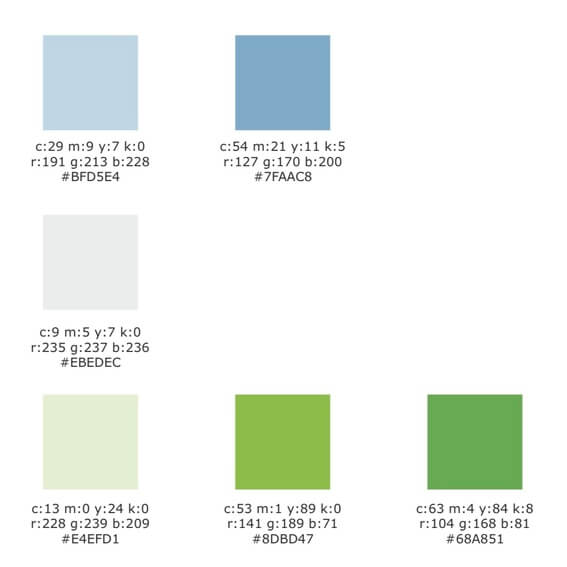 c:29 m:9 y:7 k:0
r:191 g:213 b:228
#BFD5E4
c:54 m:21 y:11 k:5
r:127 g:170 b:200
#7FAAC8
c:9 m:5 y:7 k:0
r:235 g:237 b:236
#EBEDEC
c:13 m:0 y:24 k:0
r:228 g:239 b:209
#E4EFD1
c:53 m:1 y:89 k:0
r:141 g:189 b:71
#8DBD47
c:63 m:4 y:84 k:8
r:104 g:168 b:81
#68A851